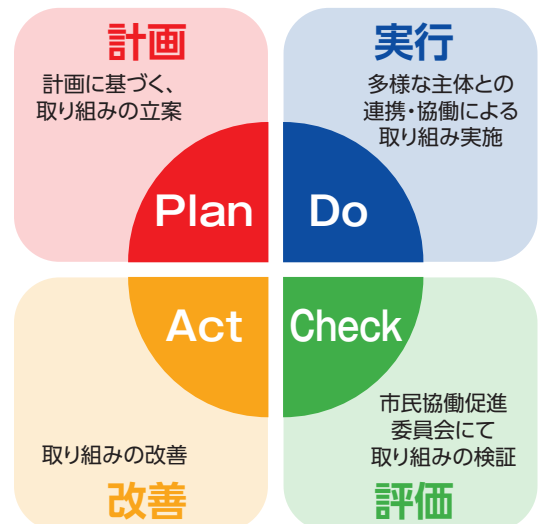 計画
計画に基づく、
取り組みの立案
Plan
実行
多様な主体との
連携・協働による
取り組み実施
Do
Act
取り組みの改善
改善
Check
市民協働促進
委員会にて
取り組みの検証
評価